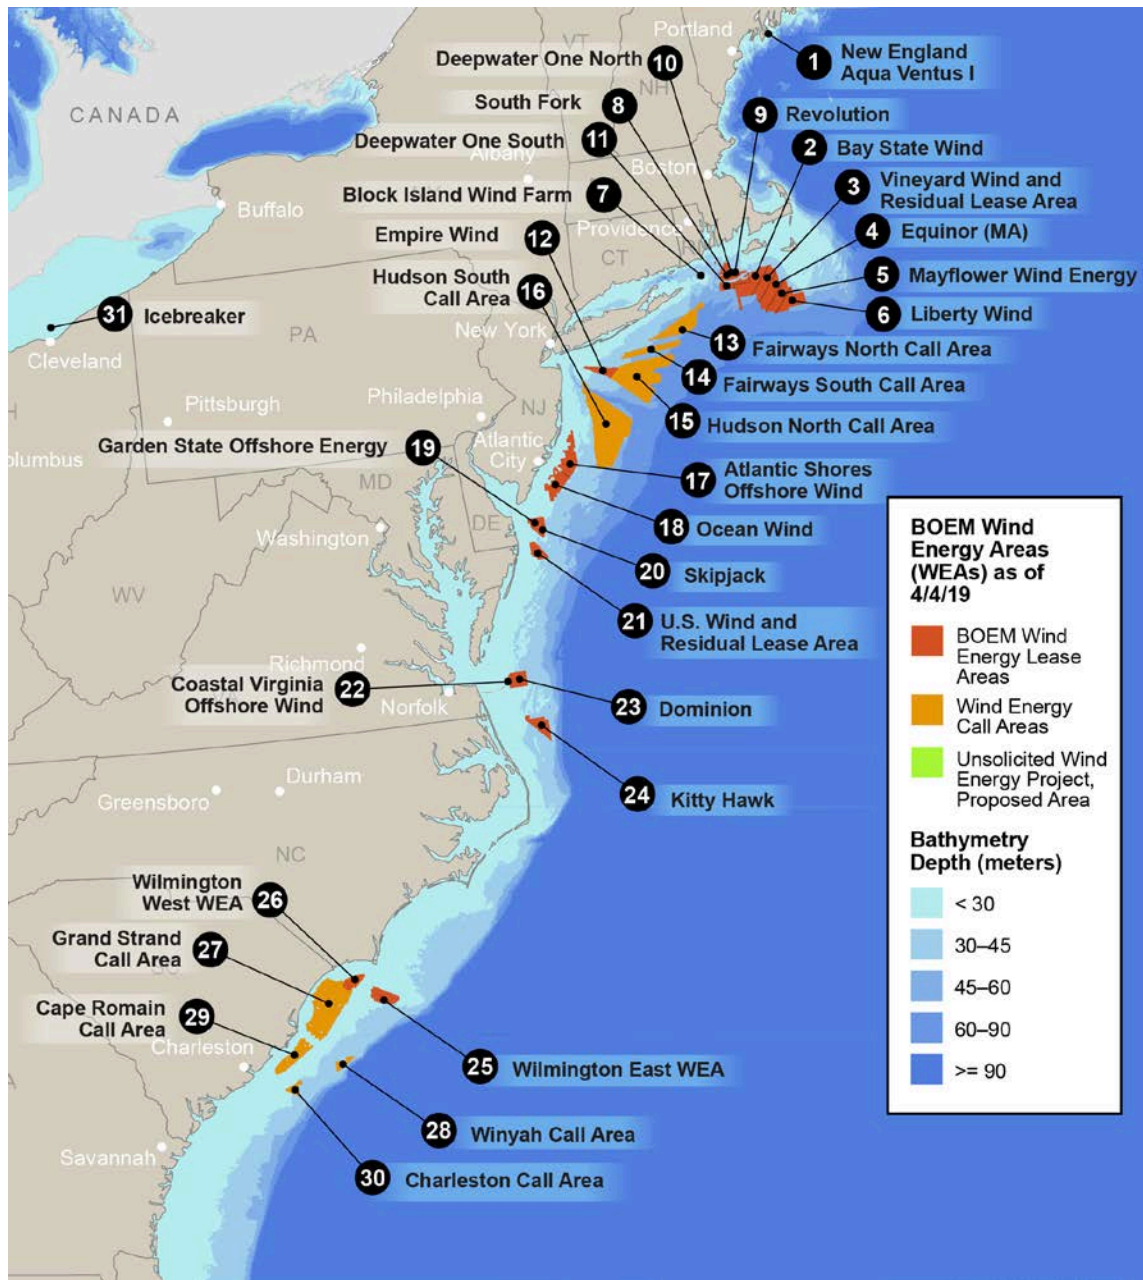 Portland
VT
Deepwater One North
10
1
New England
Aqua Ventus I
NH
CANADA
South Fork
8
9
Revolution
11
Deepwater One South
2
Bay State Wind
Albany
Boston
3
Vineyard Wind and
Residual Lease Area
Block Island Wind Farm
7
Buffalo
Providence
4
Equinor (MA)
Empire Wind
12
CT
5
Mayflower Wind Energy
Hudson South
Call Area
16
6
Liberty Wind
31
Icebreaker
PA
New York
13
Fairways North Call Area
Cleveland
14
Fairways South Call Area
Philadelphia
Pittsburgh
NJ
15
Hudson North Call Area
Garden State Offshore Energy
19
Atlantic
City
olumbus
17
Atlantic Shores
Offshore Wind
MD
DE
18
Ocean Wind
Washington
20
Skipjack
WV
21
U.S. Wind and
Residual Lease Area
Richmond
Coastal Virginia
Offshore Wind
22
Norfolk
23
Dominion
Durham
Greensboro
24
Kitty Hawk
NC
Wilmington
West WEA
26
Grand Strand
Call Area
27
Cape Romain
Call Area
29
Charleston
25
Wilmington East WEA
28
Winyah Call Area
Savannah
30
Charleston Call Area
BOEM Wind
Energy Areas
(WEAs) as of
4/4/19
BOEM Wind
Energy Lease
Areas
Wind Energy
Call Areas
Unsolicited Wind
Energy Project,
Proposed Area
Bathymetry
Depth (meters)
< 30
30–45
45–60
60–90
>= 90